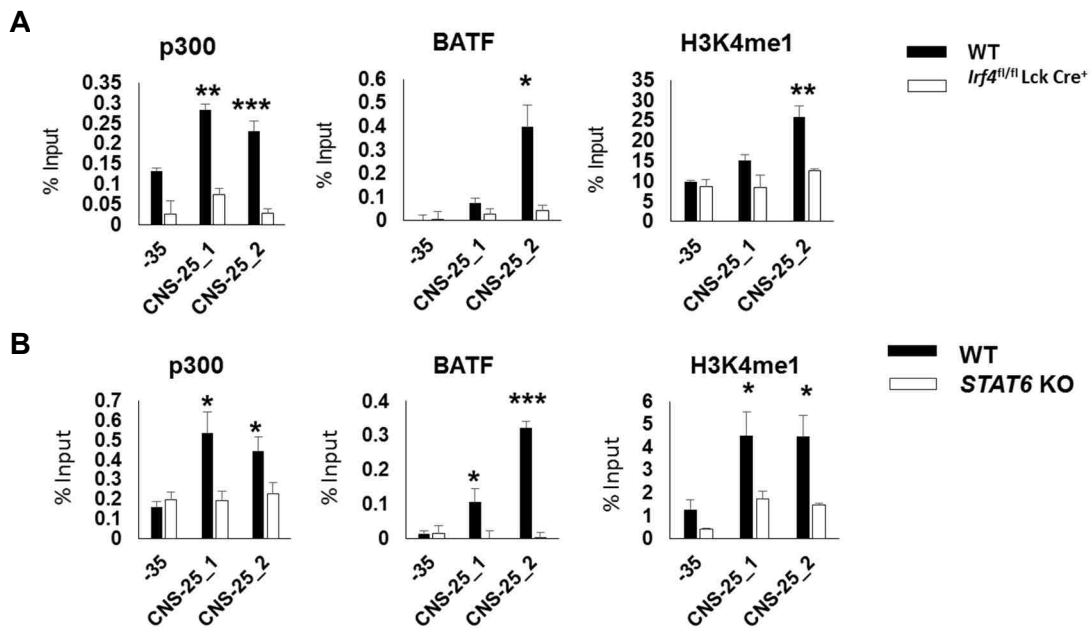 A
p300
BATF
H3K4me1
WT
Irf4fl/fl Lck Cre+
% Input
0.35
0.3
0.25
0.2
0.15
0.1
0.05
0
** ***
-35
CNS-25_1
CNS-25_2
% Input
0.6
0.5
0.4
0.3
0.2
0.1
0
*
-35
CNS-25_1
CNS-25_2
% Input
35
30
25
20
15
10
5
0
**
-35
CNS-25_1
CNS-25_2
B
p300
BATF
H3K4me1
WT
STAT6 KO
% Input
0.7
0.6
0.5
0.4
0.3
0.2
0.1
0
* *
-35
CNS-25_1
CNS-25_2
% Input
0.4
0.3
0.2
0.1
0
* ***
-35
CNS-25_1
CNS-25_2
% Input
6
5
4
3
2
1
0
* *
-35
CNS-25_1
CNS-25_2